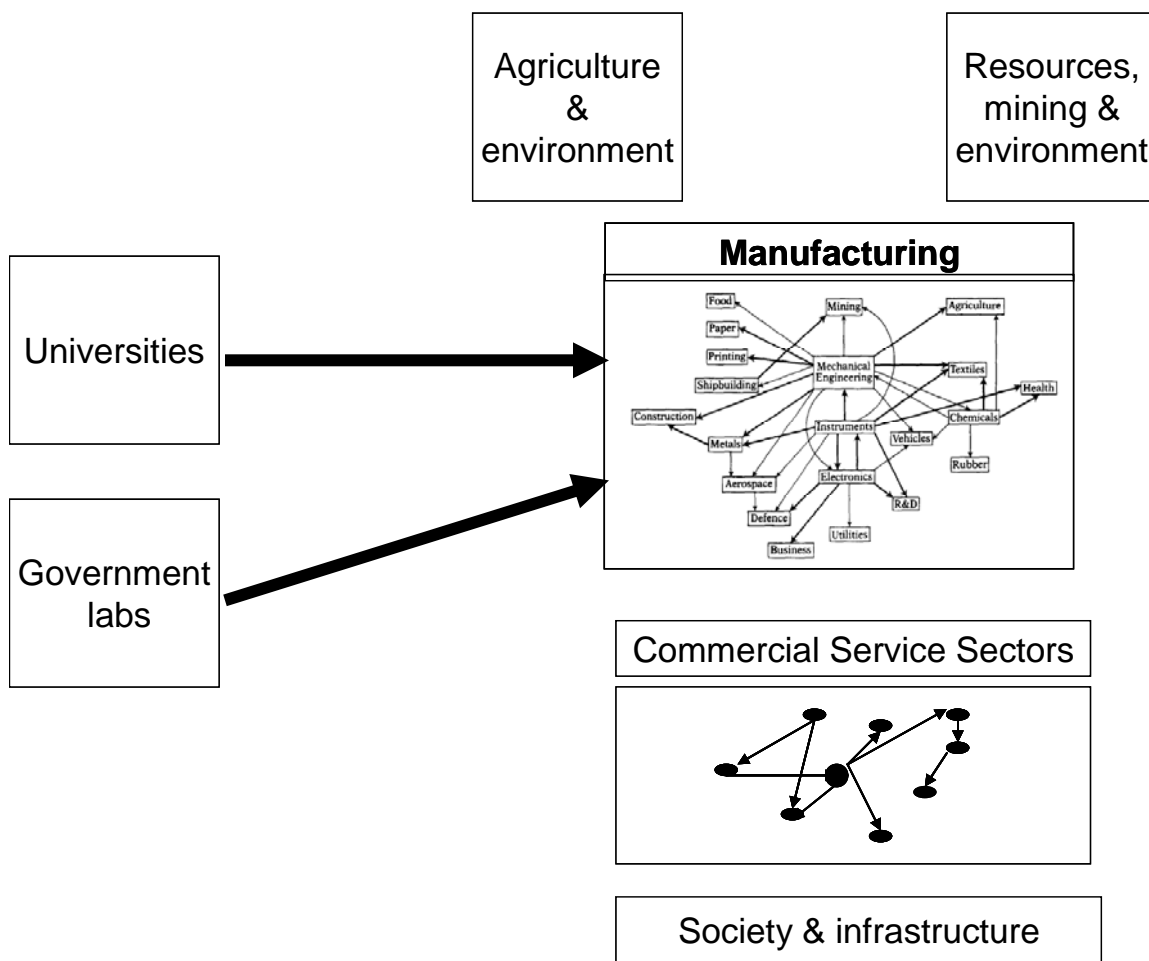 Agriculture
&
environment
Resources,
mining &
environment
Universities
Government
labs
Manufacturing
Food
Mining
Agriculture
Paper
Printing
Mechanical
Engineering
Textiles
Shipbuilding
Health
Construction
Instruments
Chemicals
Metals
Vehicles
Rubber
Aerospace
Electronics
R&D
Defence
Utilities
Business
Commercial Service Sectors
Society & infrastructure